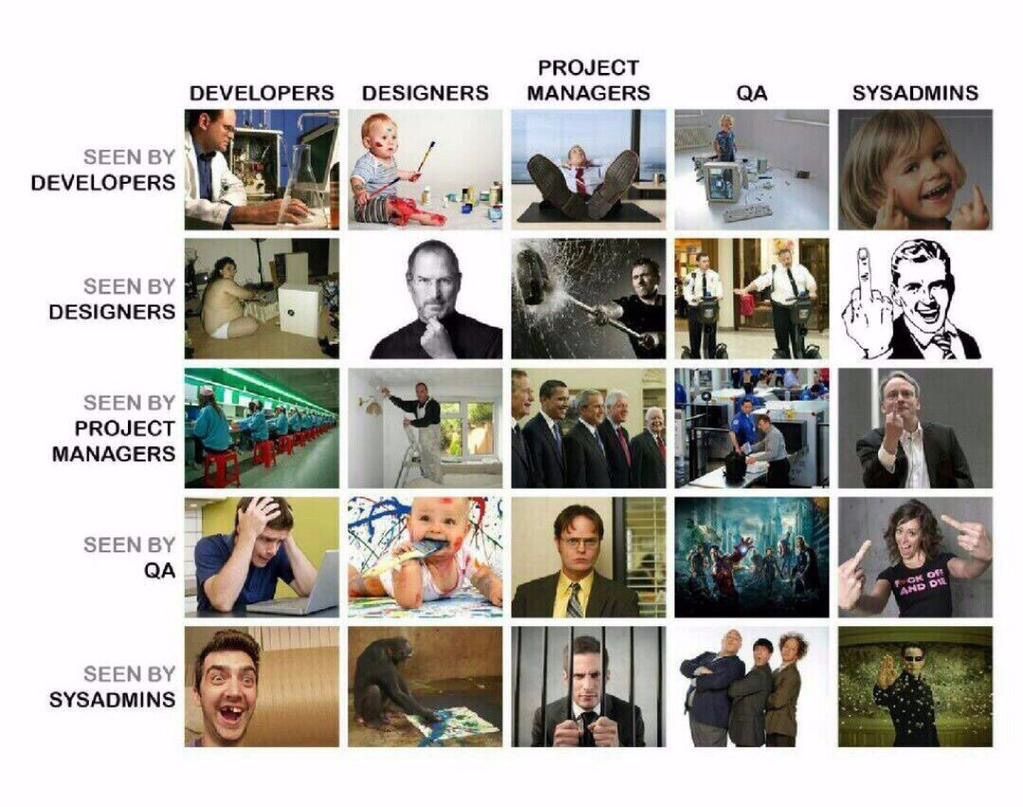 PROJECT
DEVELOPERS DESIGNERS MANAGERS QA SYSADMINS
SEEN BY
DEVELOPERS
SEEN BY
DESIGNERS
SEEN BY
PROJECT
MANAGERS
SEEN BY
QA
F CK OFF
AND DIE
SEEN BY
SYSADMINS